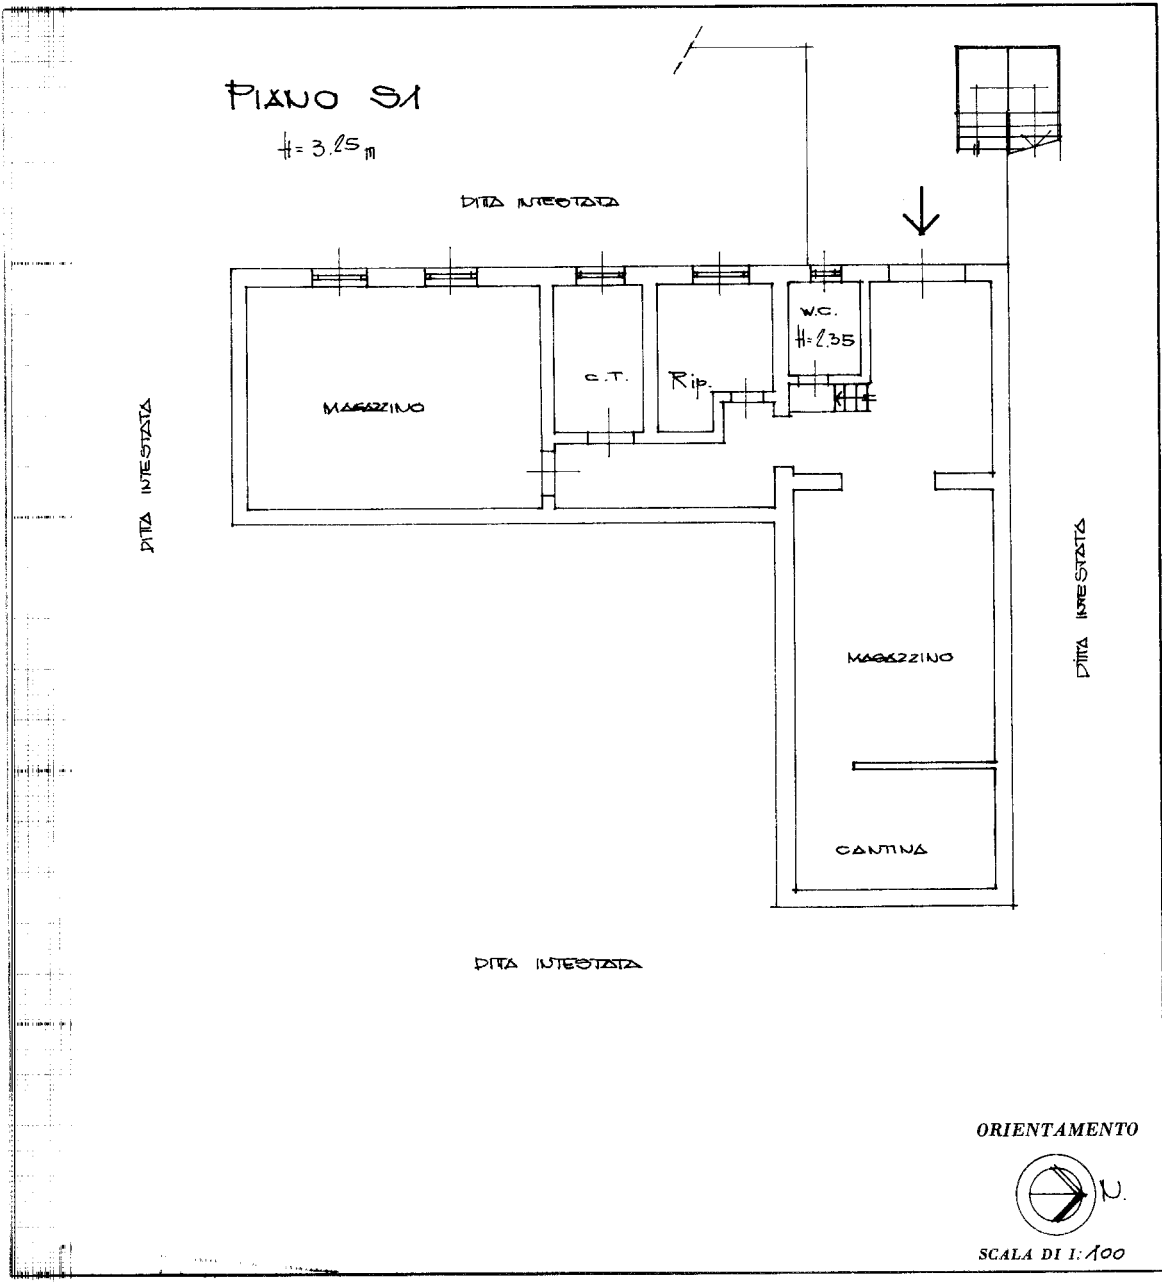 PIANO S1
H=3.25 m
DITTA INTESTATA
W.C.
H=2.35
C.T.
Rip.
MAGAZZINO
DITTA INTESTATA
DITTA INTESTATA
MAGAZZINO
CANTINA
DITTA INTESTATA
ORIENTAMENTO
N.
SCALA DI 1:100